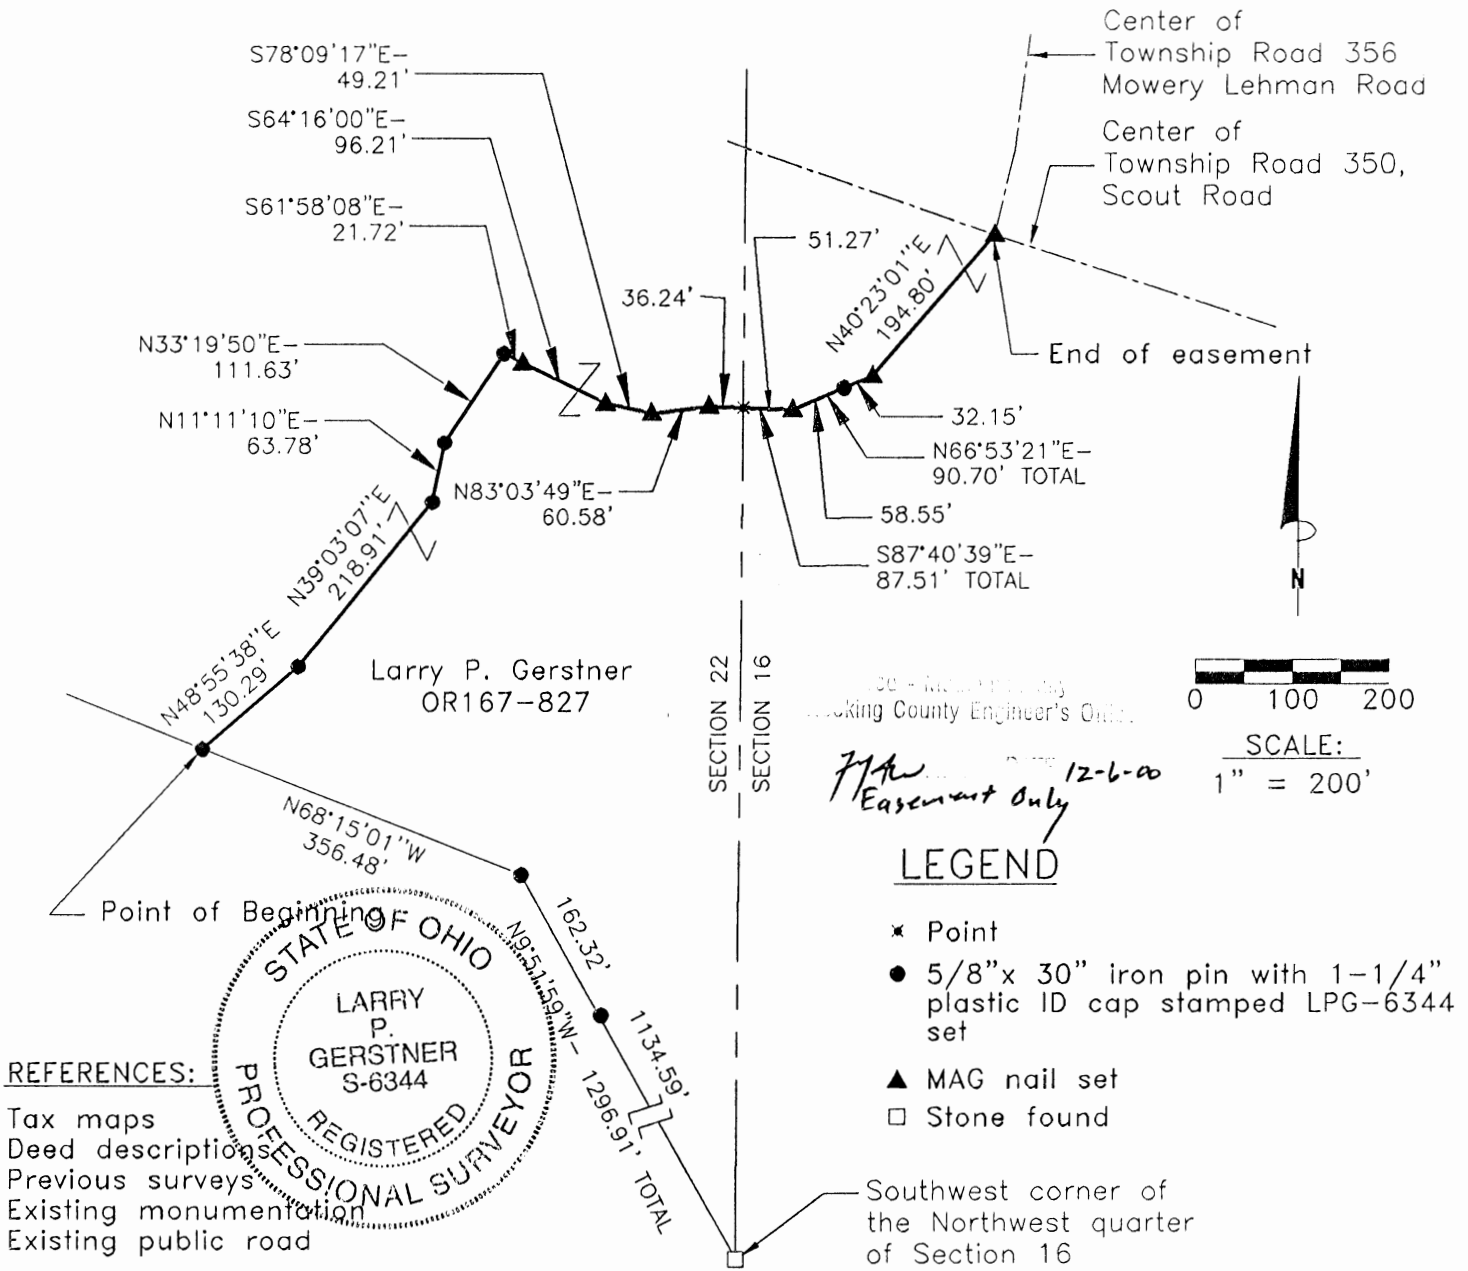 Center of
Township Road 356
Mowery Lehman Road
Center of
Township Road 350,
Scout Road
S78°09'17"E-
49.21'
S64°16'00"E-
96.21'
S61°58'08"E-
21.72'
N33°19'50"E-
111.63'
N11°11'10"E-
63.78'
36.24'
51.27'
N40°23'01"E
194.80'
End of easement
32.15'
N66°53'21"E-
90.70' TOTAL
58.55'
S87°40'39"E-
87.51' TOTAL
N83°03'49"E-
60.58'
N39°03'07"E
218.91'
N48°55'38"E
130.29'
Larry P. Gerstner
OR167-827
SECTION 22
SECTION 16
N
0 100 200
SCALE:
1" = 200'
County Engineer's
Easement Only 12-6-00
N68°15'01"W
356.48'
Point of Beginning
162.32'
N9°51'59"W- 1296.91' TOTAL
1134.59'
STATE OF OHIO
LARRY
P.
GERSTNER
S-6344
REGISTERED
PROFESSIONAL SURVEYOR
LEGEND
Point
5/8"x 30" iron pin with 1-1/4"
plastic ID cap stamped LPG-6344
set
MAG nail set
Stone found
REFERENCES:
Tax maps
Deed descriptions
Previous surveys
Existing monumentation
Existing public road
Southwest corner of
the Northwest quarter
of Section 16